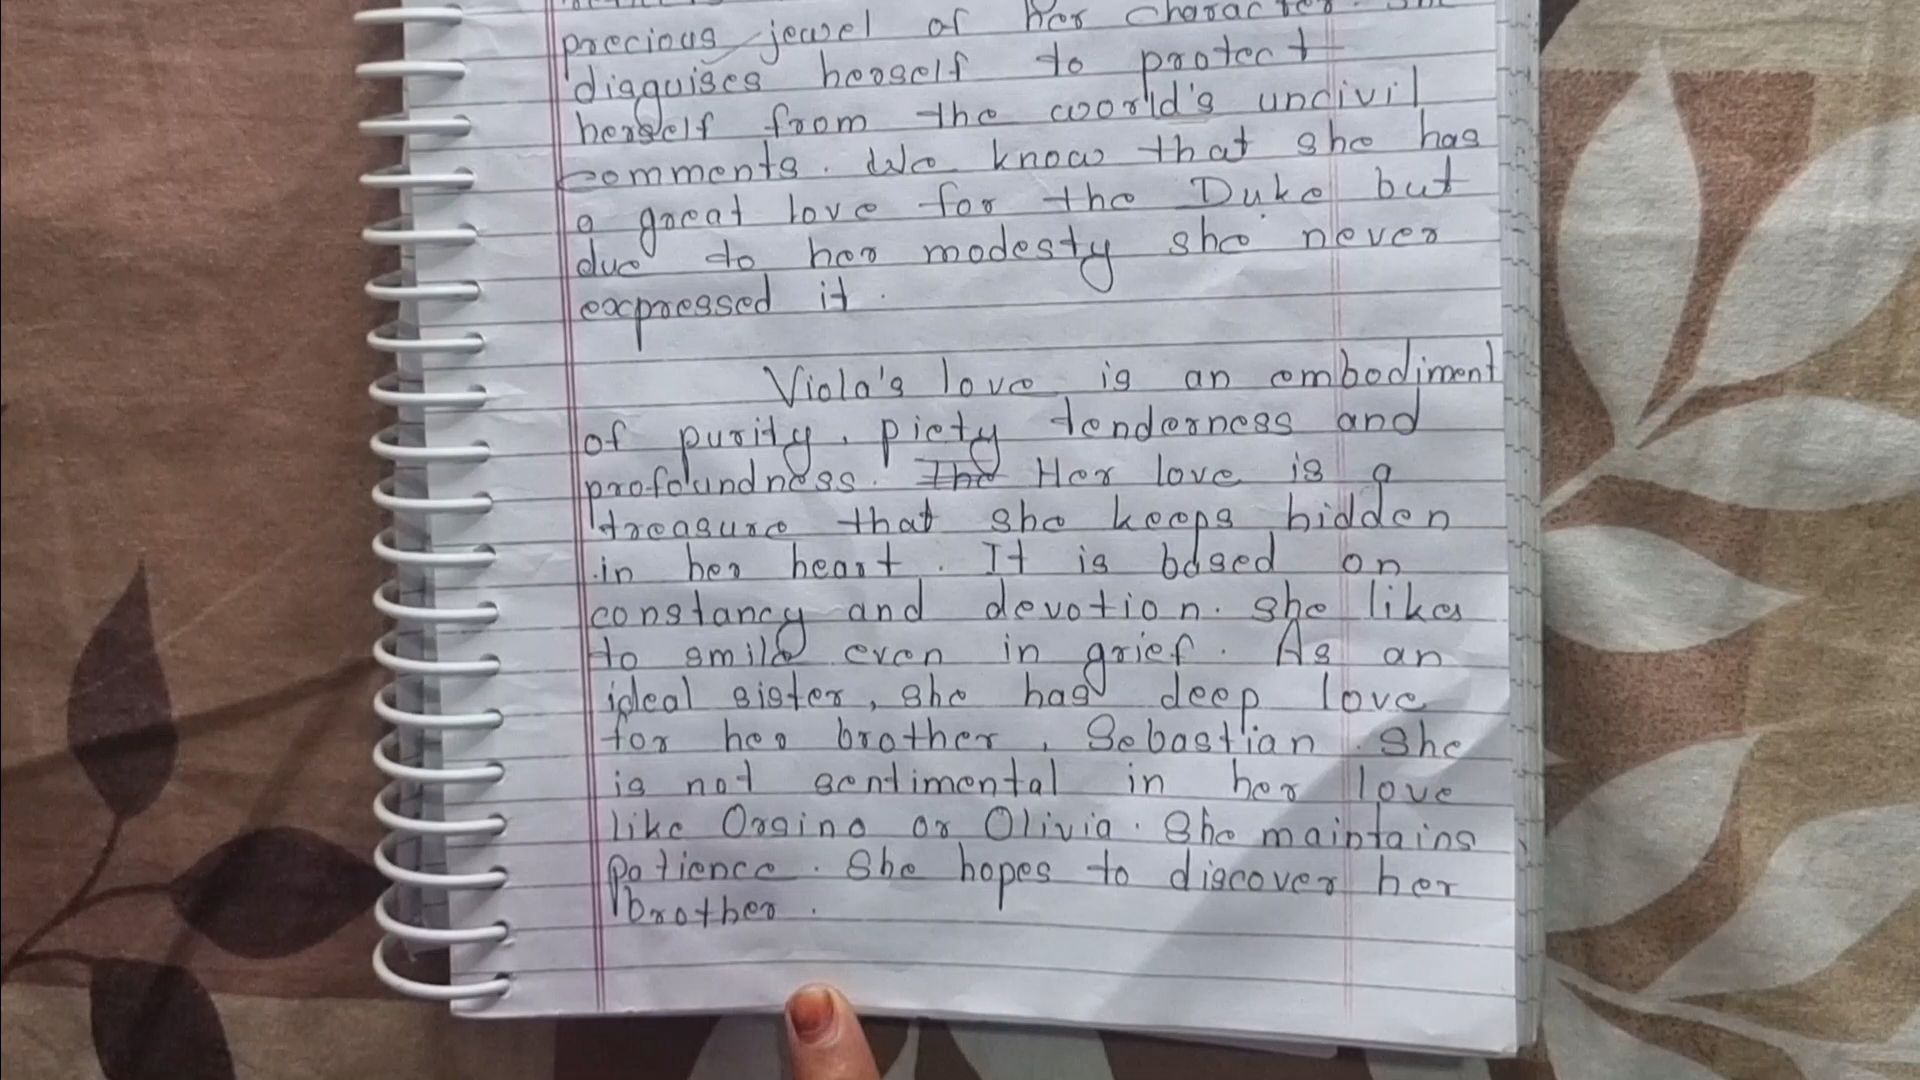 precious jewel of her character. She
disguises herself to protect
herself from the world's undivil
comments. We know that she has
a great love for the Duke but
due to her modesty she never
expressed it.
Viola's love is an embodiment
of purity, piety tenderness and
profoundness. The Her love is a
treasure that she keeps hidden
in her heart. It is based on
constancy and devotion. She likes
to smile even in grief. As an
ideal sister, she has deep love
for her brother, Sebastian. She
is not sentimental in her love
like Orsino or Olivia. She maintains
patience. She hopes to discover her
brother.